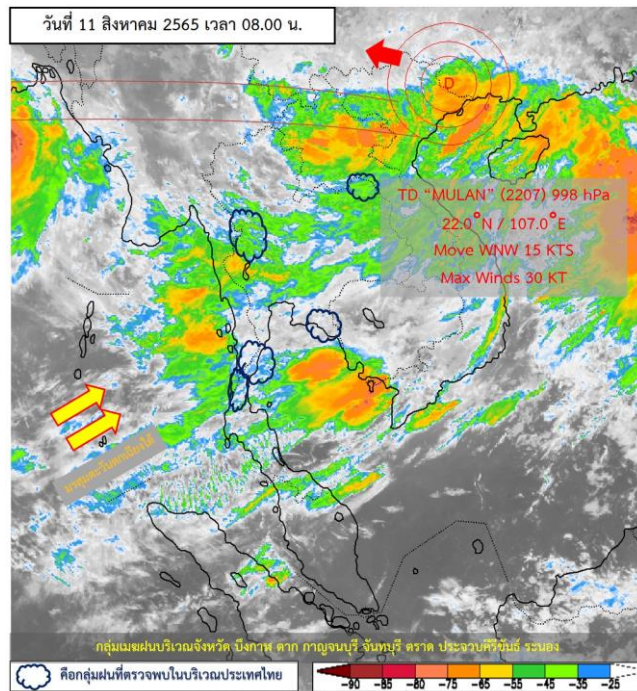 วันที่ 11 สิงหาคม 2565 เวลา 08.00 น.
D
TD “MULAN” (2207) 998 hPa
22.0°N / 107.0°E
Move WNW 15 KTS
Max Winds 30 KT
มรสุมตะวันตกเฉียงใต้
กลุ่มเมฆฝนบริเวณจังหวัด บึงกาฬ ตาก กาญจนบุรี จันทบุรี ตราด ประจวบคีรีขันธ์ ระนอง
คือกลุ่มฝนที่ตรวจพบในบริเวณประเทศไทย
-90 -85 -80 -75 -65 -55 -45 -35 -25